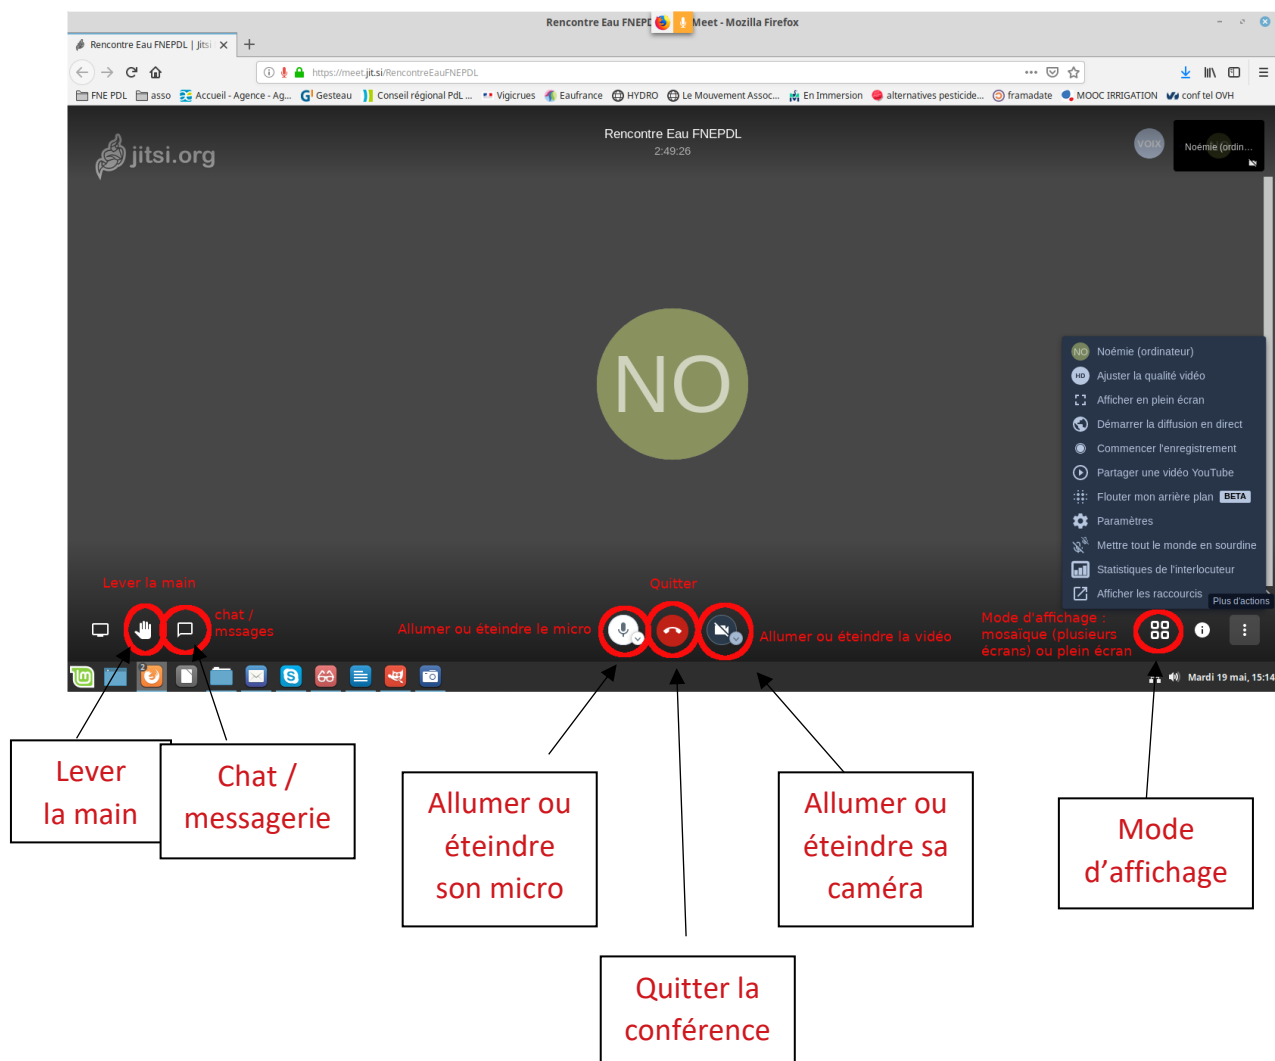 Rencontre Eau FNEPD Meet - Mozilla Firefox
Rencontre Eau FNEPDL | Jitsi
https://meet.jit.si/RencontreEauFNEPDL
FNE PDL asso Accueil - Agence - Ag... Gesteau Conseil régional PdL ... Vigicrues Eaufrance HYDRO Le Mouvement Assoc... En Immersion alternatives pesticide... framadate MOOC IRRIGATION conf tel OVH
jitsi.org
Rencontre Eau FNEPDL
2:49:26
VOIX
Noémie (ordin...
NO
NO Noémie (ordinateur)
HD Ajuster la qualité vidéo
Afficher en plein écran
Démarrer la diffusion en direct
Commencer l'enregistrement
Partager une vidéo YouTube
Flouter mon arrière plan BETA
Paramètres
Mettre tout le monde en sourdine
Statistiques de l'interlocuteur
Afficher les raccourcis
Plus d'actions
Lever la main
chat /
mssages
Allumer ou éteindre le micro
Quitter
Allumer ou éteindre la vidéo
Mode d'affichage :
mosaïque (plusieurs
écrans) ou plein écran
2
Mardi 19 mai, 15:14
Lever
la main
Chat /
messagerie
Allumer ou
éteindre
son micro
Quitter la
conférence
Allumer ou
éteindre sa
caméra
Mode
d’affichage